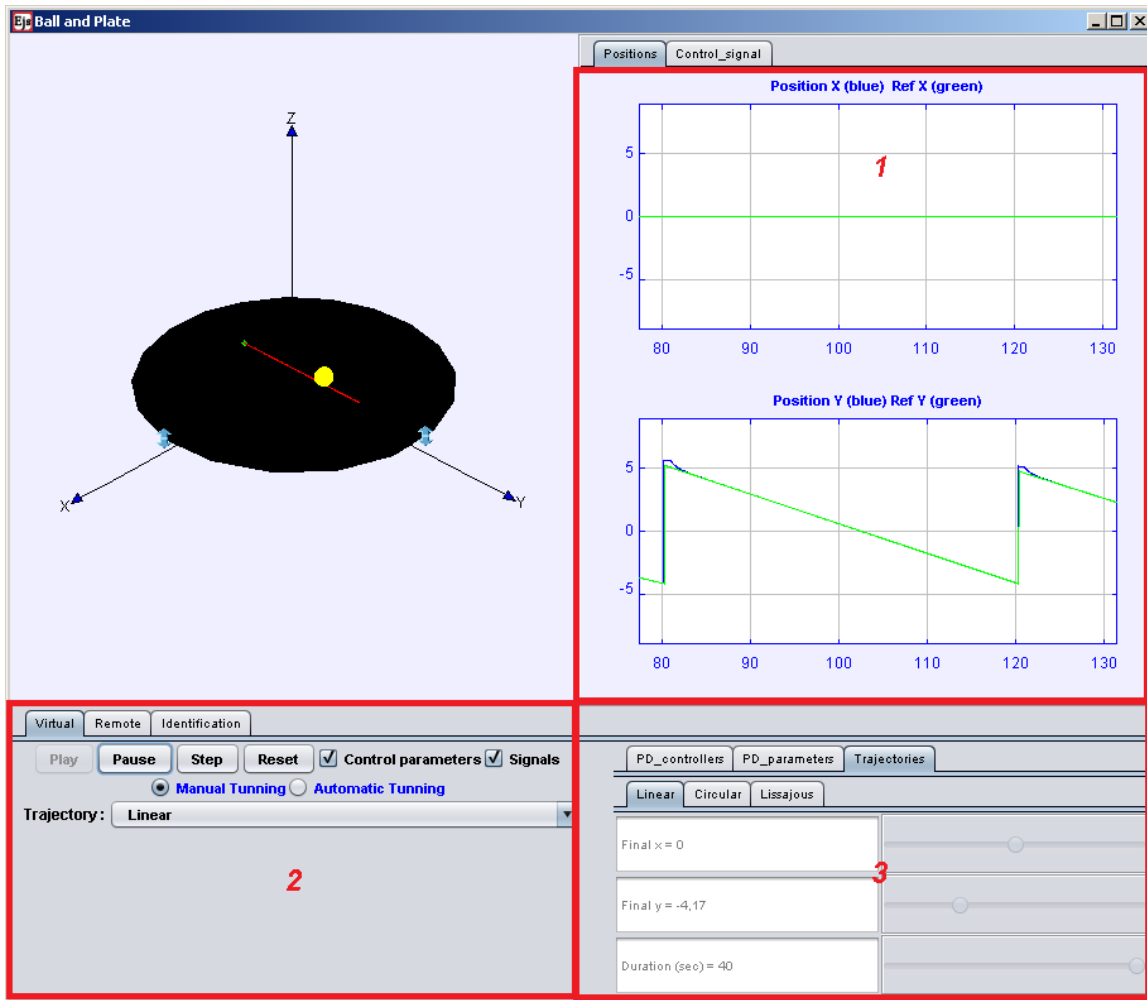 Ejs Ball and Plate
Positions Control_signal
Position X (blue) Ref X (green)
5
0
-5
80 90 100 110 120 130
1
Position Y (blue) Ref Y (green)
5
0
-5
80 90 100 110 120 130
Z
X
Y
Virtual Remote Identification
Play Pause Step Reset Control parameters Signals
Manual Tunning Automatic Tunning
Trajectory: Linear
2
PD_controllers PD_parameters Trajectories
Linear Circular Lissajous
Final x = 0
3
Final y = -4,17
Duration (sec) = 40